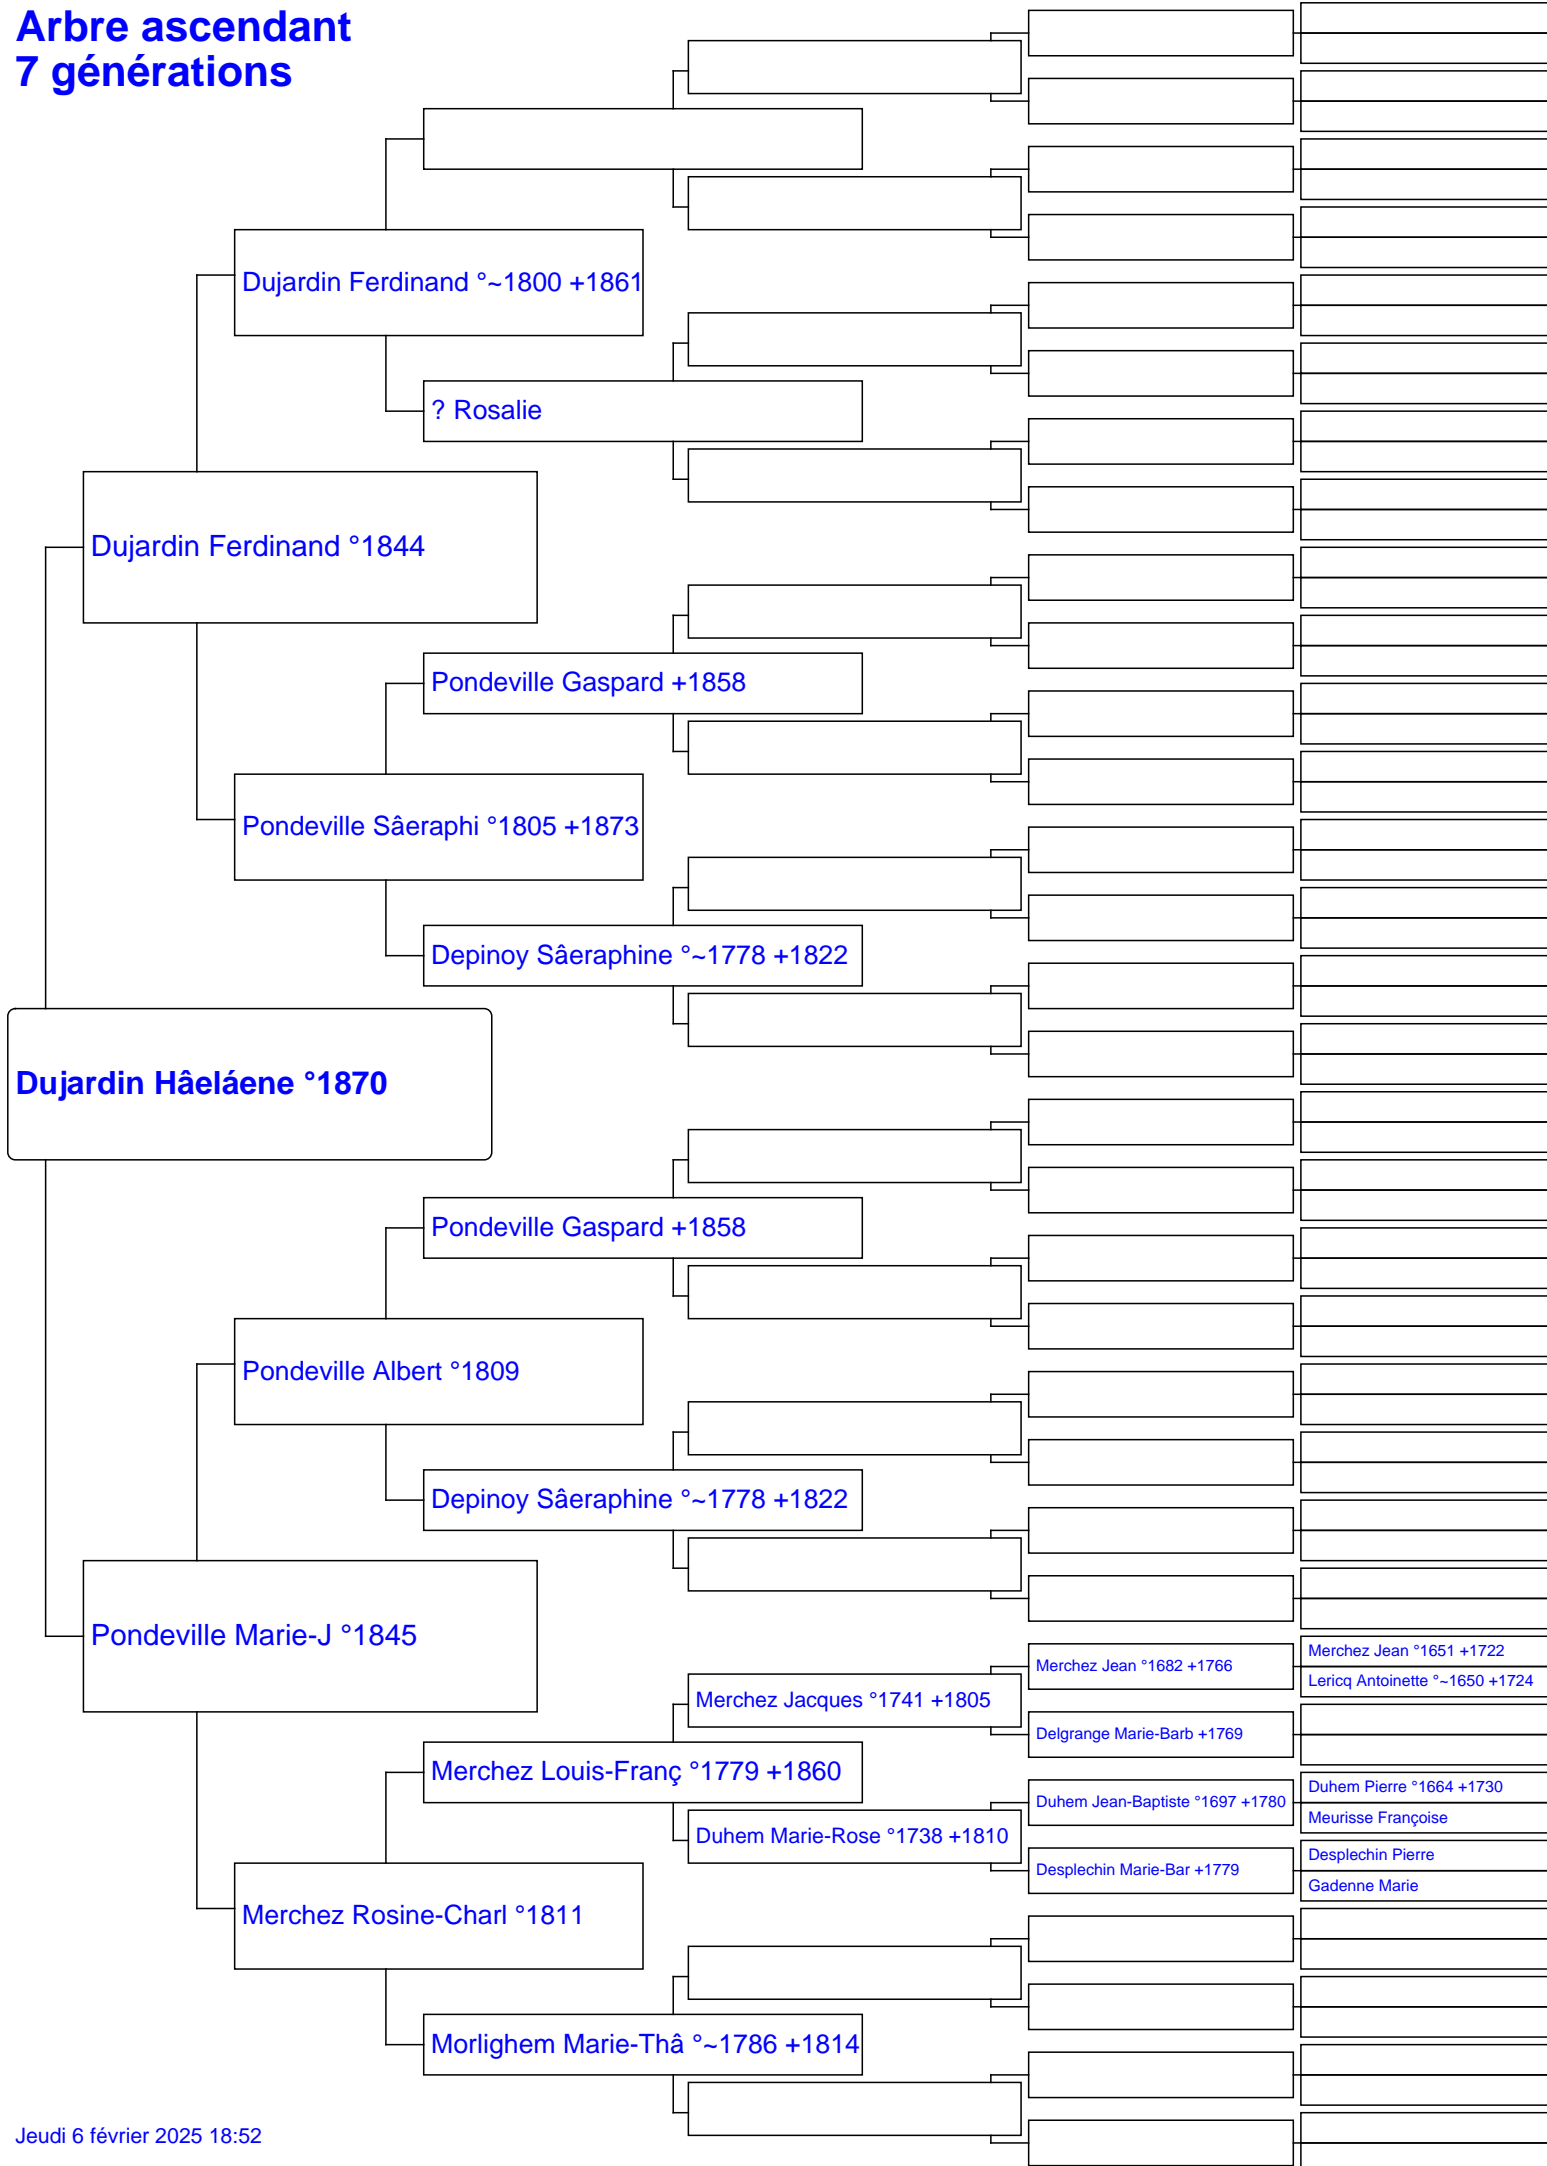 Arbre ascendant
7 générations
Dujardin Ferdinand °~1800 +1861
? Rosalie
Dujardin Ferdinand °1844
Pondeville Gaspard +1858
Pondeville Sâeraphi °1805 +1873
Depinoy Sâeraphine °~1778 +1822
Dujardin Hâeláene °1870
Pondeville Gaspard +1858
Pondeville Albert °1809
Depinoy Sâeraphine °~1778 +1822
Pondeville Marie-J °1845
Merchez Jean °1651 +1722
Merchez Jean °1682 +1766
Lericq Antoinette °~1650 +1724
Merchez Jacques °1741 +1805
Delgrange Marie-Barb +1769
Merchez Louis-Franç °1779 +1860
Duhem Pierre °1664 +1730
Duhem Jean-Baptiste °1697 +1780
Meurisse Françoise
Duhem Marie-Rose °1738 +1810
Desplechin Pierre
Desplechin Marie-Bar +1779
Gadenne Marie
Merchez Rosine-Charl °1811
Morlighem Marie-Thâ °~1786 +1814
Jeudi 6 février 2025 18:52